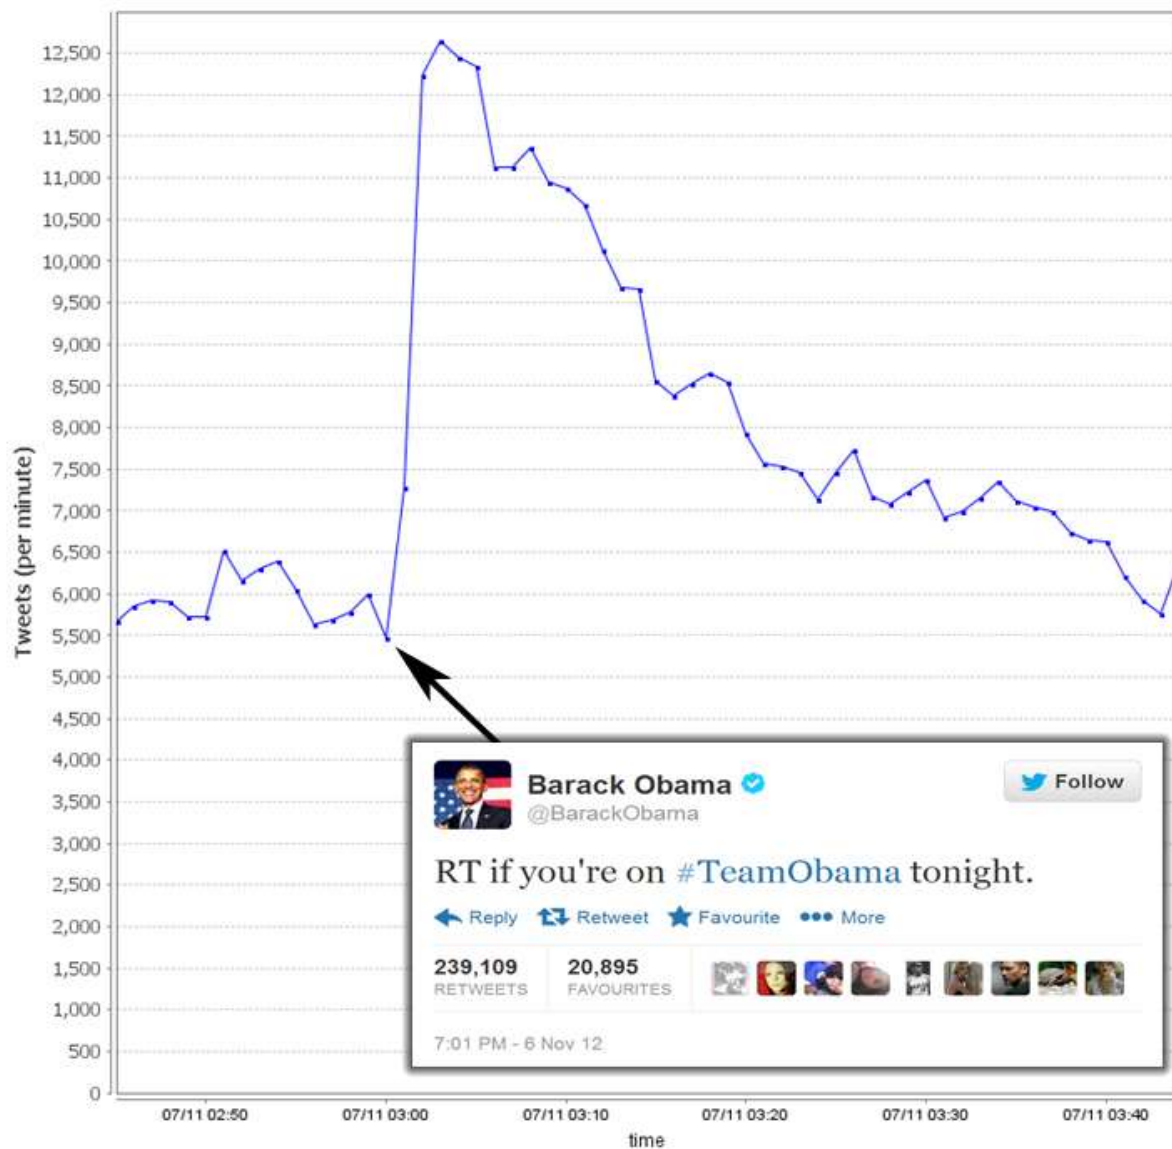 12,500
12,000
11,500
11,000
10,500
10,000
9,500
9,000
8,500
8,000
7,500
7,000
6,500
6,000
5,500
5,000
4,500
4,000
3,500
3,000
2,500
2,000
1,500
1,000
500
0
Tweets (per minute)
Barack Obama
@BarackObama
Follow
RT if you're on #TeamObama tonight.
Reply Retweet Favourite More
239,109 20,895
RETWEETS FAVOURITES
7:01 PM - 6 Nov 12
07/11 02:50 07/11 03:00 07/11 03:10 07/11 03:20 07/11 03:30 07/11 03:40
time